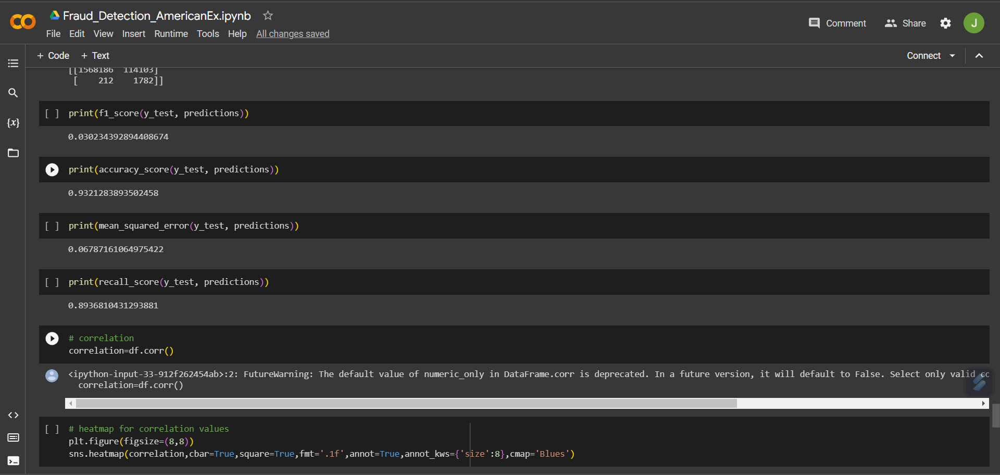 Fraud_Detection_AmericanEx.ipynb
Comment Share J
File Edit View Insert Runtime Tools Help All changes saved
+ Code + Text Connect
[[1568186 114103]
[ 212 1782]]
[ ] print(f1_score(y_test, predictions))
0.030234392894408674
print(accuracy_score(y_test, predictions))
0.9321283893502458
[ ] print(mean_squared_error(y_test, predictions))
0.06787161064975422
[ ] print(recall_score(y_test, predictions))
0.8936810431293881
# correlation
correlation=df.corr()
<ipython-input-33-912f262454ab>:2: FutureWarning: The default value of numeric_only in DataFrame.corr is deprecated. In a future version, it will default to False. Select only valid co
correlation=df.corr()
[ ] # heatmap for correlation values
plt.figure(figsize=(8,8))
sns.heatmap(correlation,cbar=True,square=True,fmt='.1f',annot=True,annot_kws={'size':8},cmap='Blues')